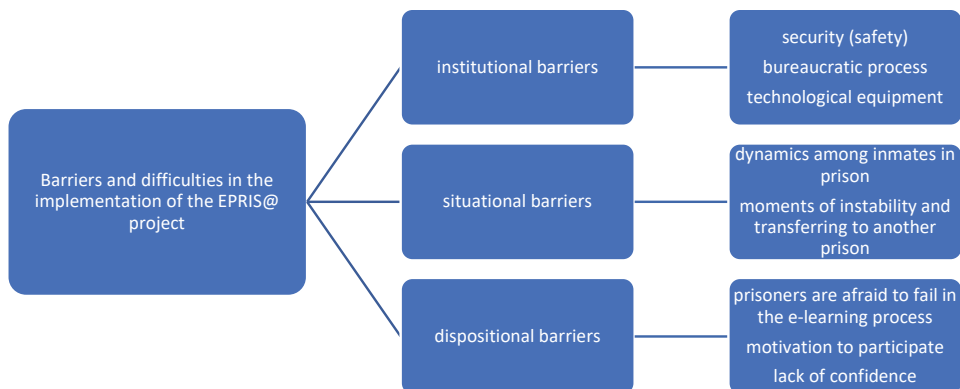 Barriers and difficulties in the
implementation of the EPRIS@
project
institutional barriers
security (safety)
bureaucratic process
technological equipment
situational barriers
dynamics among inmates in
prison
moments of instability and
transferring to another
prison
dispositional barriers
prisoners are afraid to fail in
the e-learning process
motivation to participate
lack of confidence